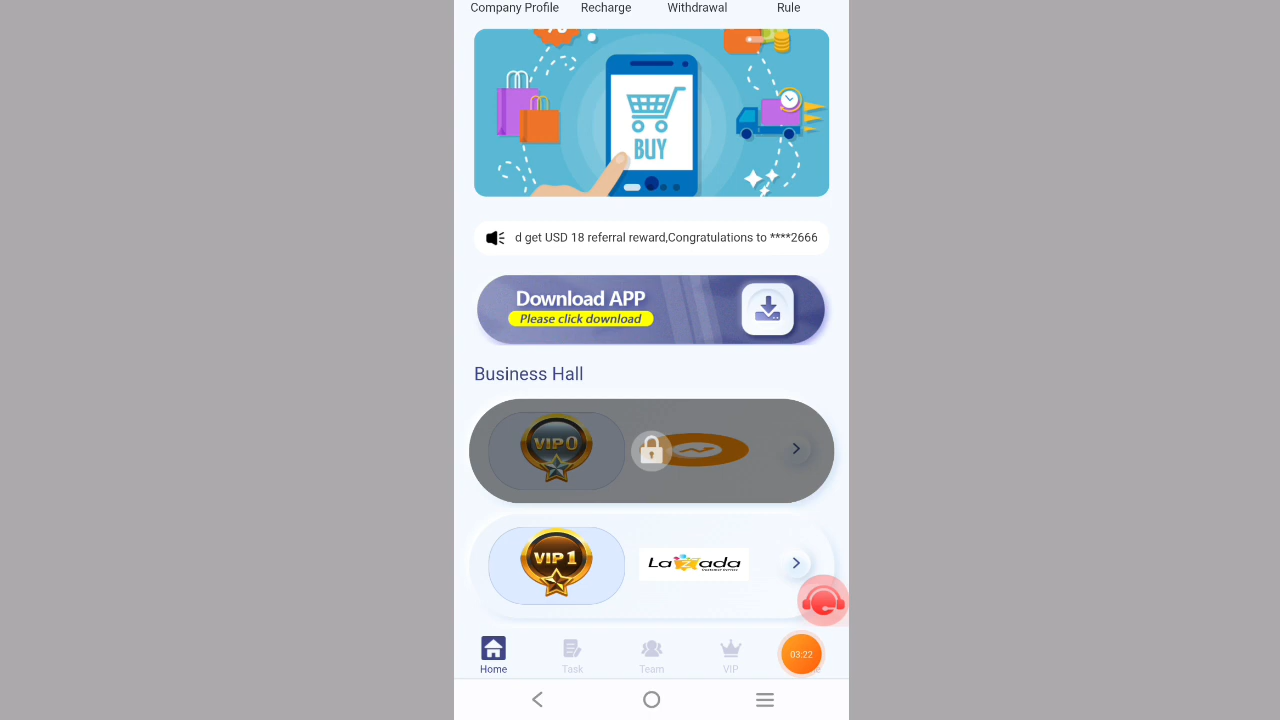 Company Profile Recharge Withdrawal Rule
BUY
d get USD 18 referral reward,Congratulations to ****2666
Download APP
Please click download
Business Hall
VIP0
VIP1
Lazada
Home Task Team VIP
03:22